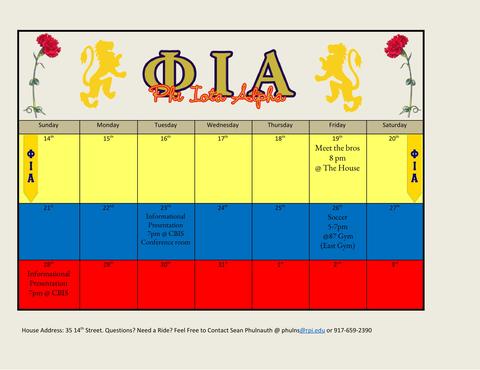 Φ I A
Phi Iota Alpha
Sunday Monday Tuesday Wednesday Thursday Friday Saturday
14th 15th 16th 17th 18th 19th 20th
Φ
I
A
Meet the bros
8 pm
@ The House
Φ
I
A
21st 22nd 23rd 24th 25th 26th 27th
Informational
Presentation
7pm @ CBIS
Conference room
Soccer
5-7pm
@87 Gym
(East Gym)
28th 29th 30th 31st 1st 2nd 3rd
Informational
Presentation
7pm @ CBIS
House Address: 35 14th Street. Questions? Need a Ride? Feel Free to Contact Sean Phulnauth @ phulns@rpi.edu or 917-659-2390